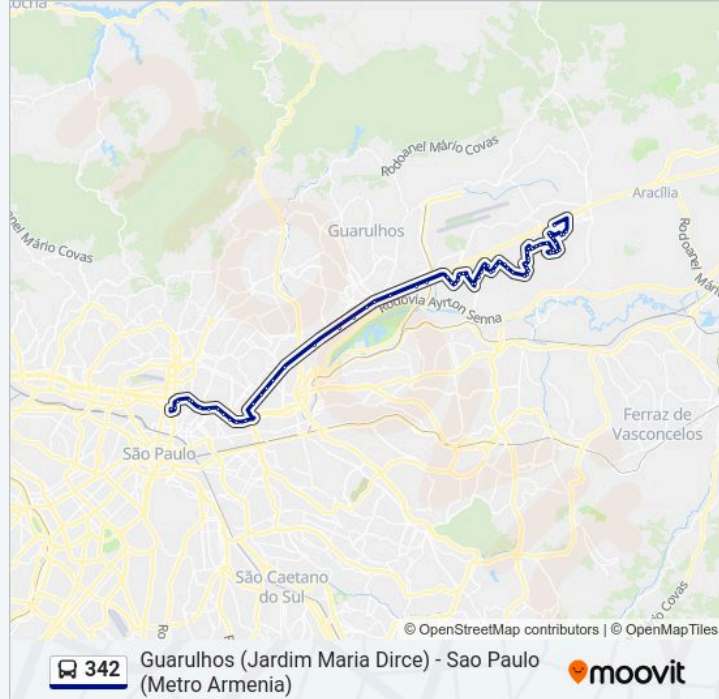 ocha
Rodoanel Mário Covas
Aracília
Guarulhos
Mário Covas
Rodoanel Mário
Rodovia Ayrton Senna
Ferraz de
Vasconcelos
São Paulo
São Caetano
do Sul
Covas
© OpenStreetMap contributors | © OpenMapTiles
342
Guarulhos (Jardim Maria Dirce) - Sao Paulo
(Metro Armenia)
moovit